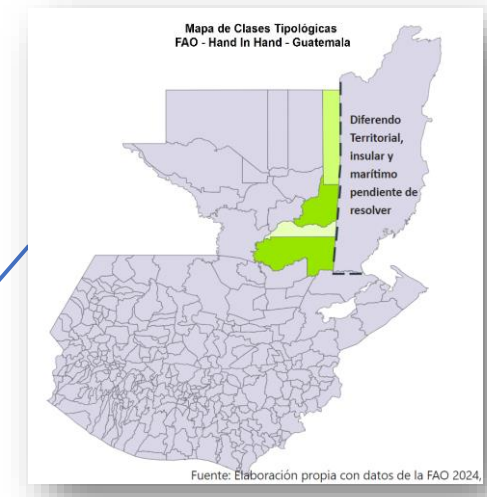 Mapa de Clases Tipológicas
FAO - Hand In Hand - Guatemala
Diferendo
Territorial,
insular y
marítimo
pendiente de
resolver
Fuente: Elaboración propia con datos de la FAO 2024,